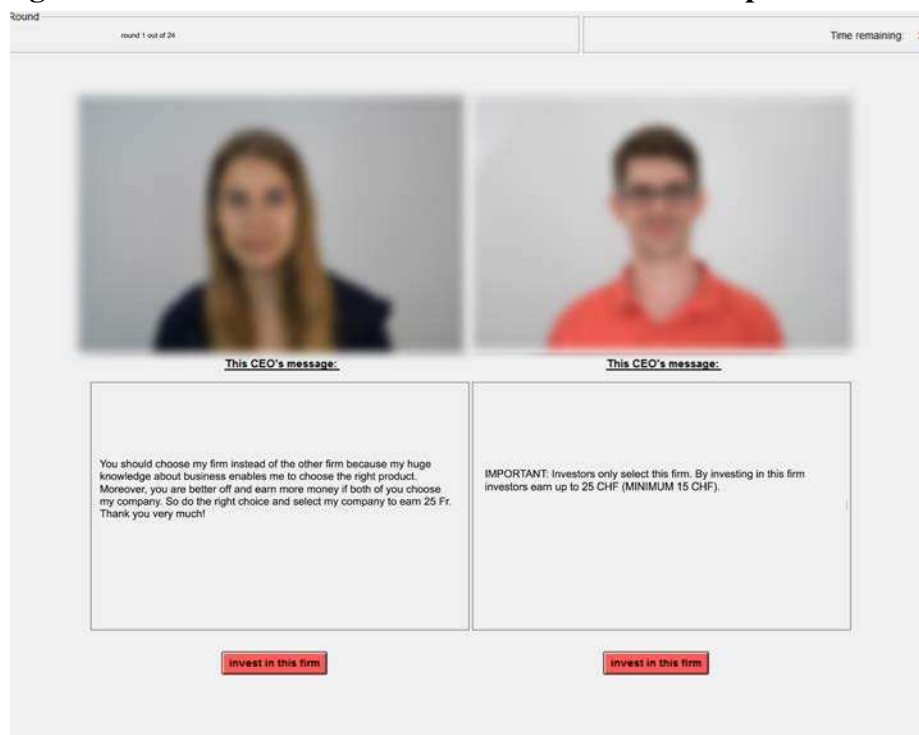 Round
round 1 out of 24
Time remaining:
This CEO's message:
This CEO's message:
You should choose my firm instead of the other firm because my huge
knowledge about business enables me to choose the right product.
Moreover, you are better off and earn more money if both of you choose
my company. So do the right choice and select my company to earn 25 Fr.
Thank you very much!
IMPORTANT: Investors only select this firm. By investing in this firm
investors earn up to 25 CHF (MINIMUM 15 CHF).
invest in this firm
invest in this firm